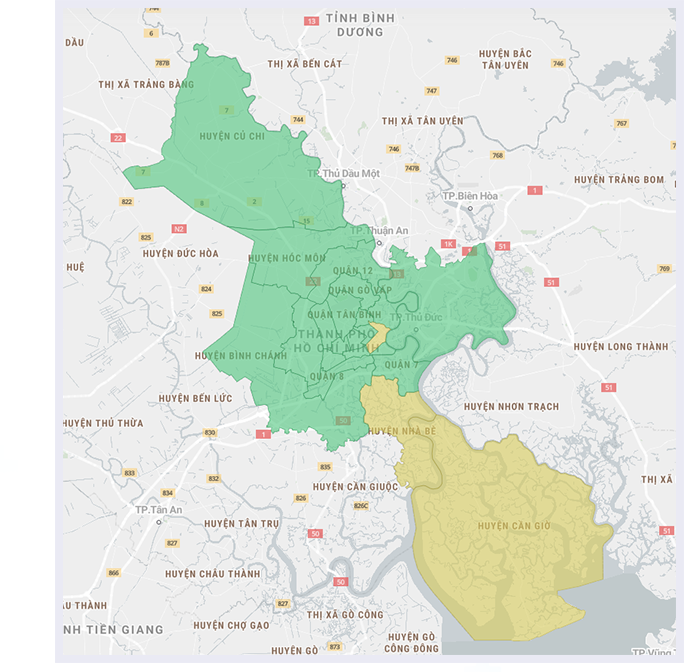 744
13
TỈNH BÌNH
DƯƠNG
6
DẦU
787B
THỊ XÃ BẾN CÁT
746
HUYỆN BẮC
TÂN UYÊN
746
THỊ XÃ TRẢNG BÀNG
747
7
744
THỊ XÃ TÂN UYÊN
767
22
HUYỆN CỦ CHI
746
768
7
TP.Thủ Dầu Một
747B
HUYỆN TRẢNG BOM
1
TP.Biên Hòa
822
8
2
15
N2
TP.Thuận An
825
1K
51
HUYỆN ĐỨC HÒA
HUYỆN HÓC MÔN
HUỆ
QUẬN 12
13
769
824
51
QUẬN GÒ VẤP
825
QUẬN TÂN BÌNH
TP.Thủ Đức
THÀNH PHỐ
HỒ CHÍ MINH
HUYỆN LONG THÀNH
HUYỆN BÌNH CHÁNH
QUẬN 7
QUẬN 8
51
HUYỆN BẾN LỨC
HUYỆN NHƠN TRẠCH
HUYỆN THỦ THỪA
50
830
1
HUYỆN NHÀ BÈ
833
835
832
THỊ XÃ
HUYỆN CẦN GIUỘC
834
826
826C
TP.Tân An
HUYỆN TÂN TRỤ
HUYỆN CẦN GIỜ
50
51
827
866
HUYỆN CHÂU THÀNH
50
827
ÂU THÀNH
THỊ XÃ GÒ CÔNG
HUYỆN CHỢ GẠO
NH TIỀN GIANG
HUYỆN GÒ
CÔNG ĐÔNG
HUYỆN GÒ
873
TP.Vũng T